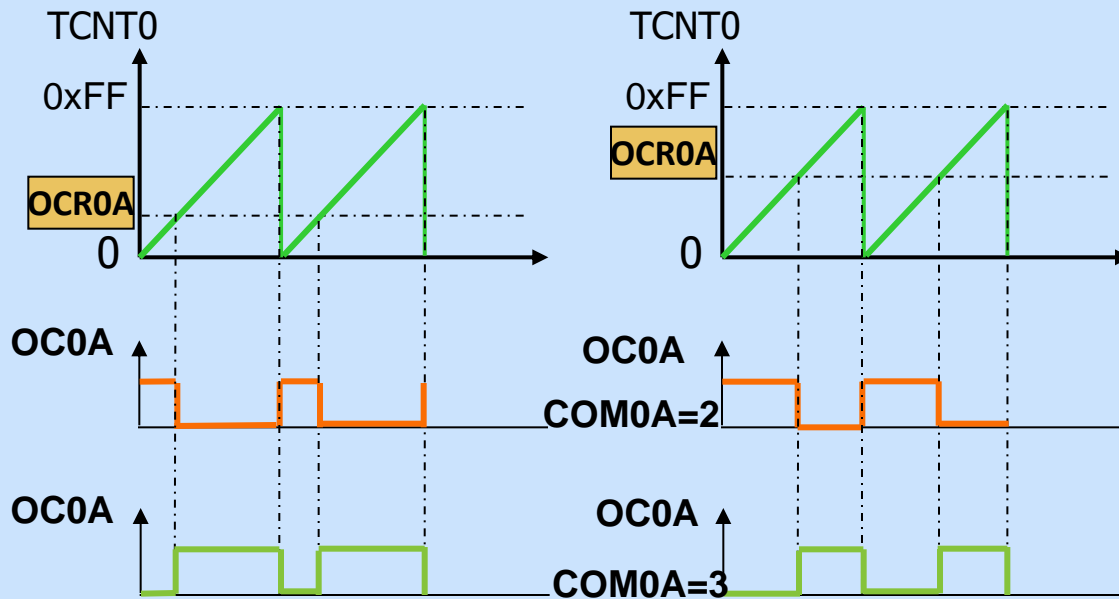 TCNT0
0xFF
OCR0A
0
OC0A
OC0A
TCNT0
0xFF
OCR0A
0
OC0A
COM0A=2
OC0A
COM0A=3